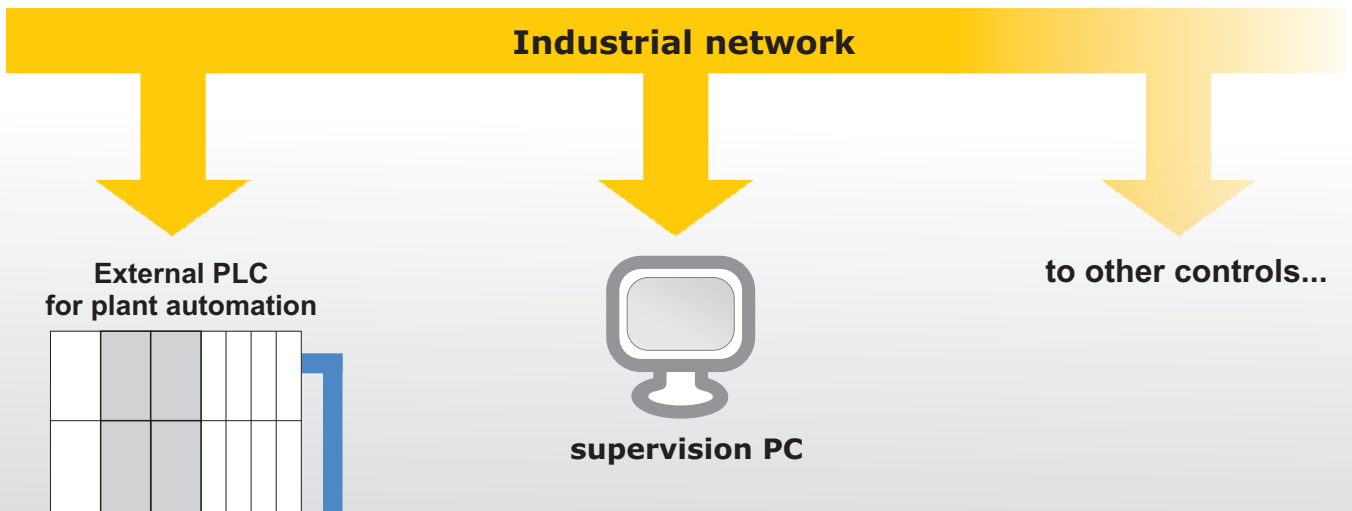 Industrial network
External PLC
for plant automation
to other controls...
supervision PC